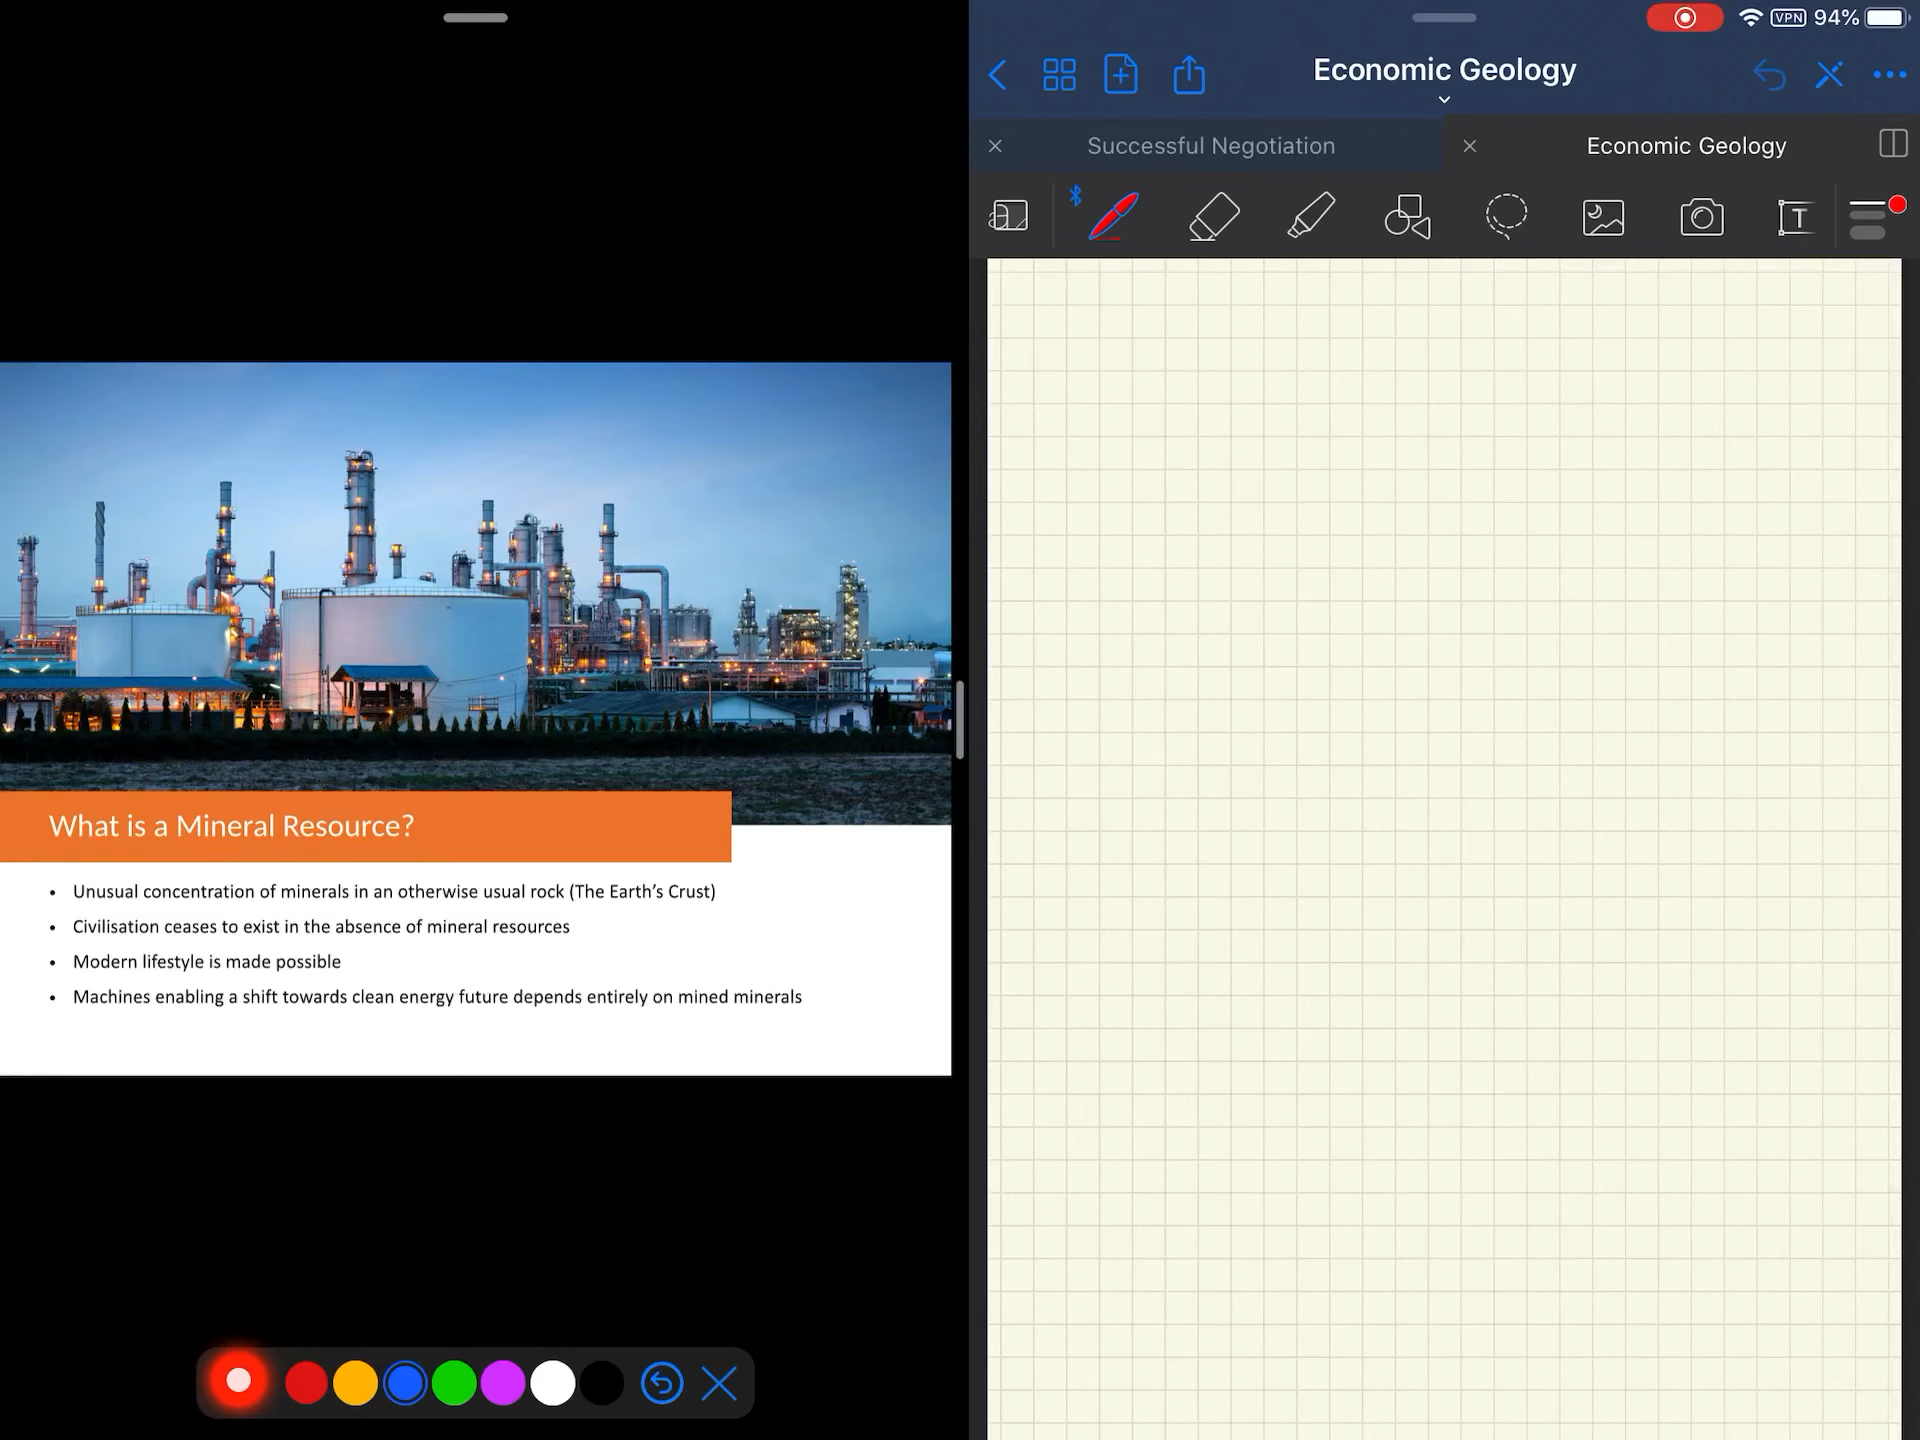 What is a Mineral Resource?
• Unusual concentration of minerals in an otherwise usual rock (The Earth's Crust)
• Civilisation ceases to exist in the absence of mineral resources
• Modern lifestyle is made possible
• Machines enabling a shift towards clean energy future depends entirely on mined minerals
VPN 94%
Economic Geology
Successful Negotiation
Economic Geology
a
T